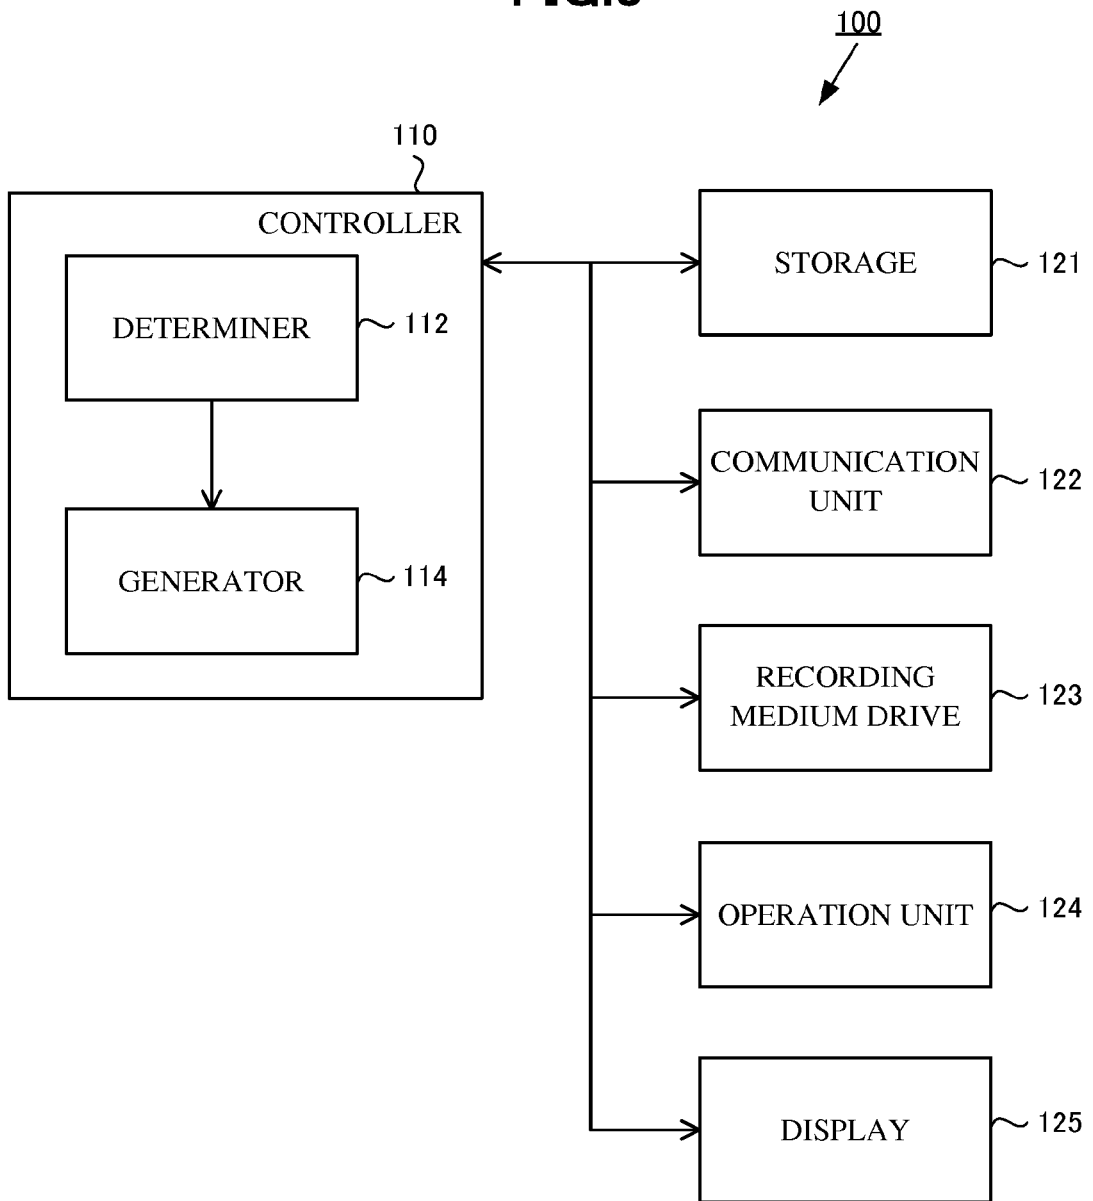 100
110
CONTROLLER
DETERMINER
112
GENERATOR
114
STORAGE
121
COMMUNICATION
UNIT
122
RECORDING
MEDIUM DRIVE
123
OPERATION UNIT
124
DISPLAY
125